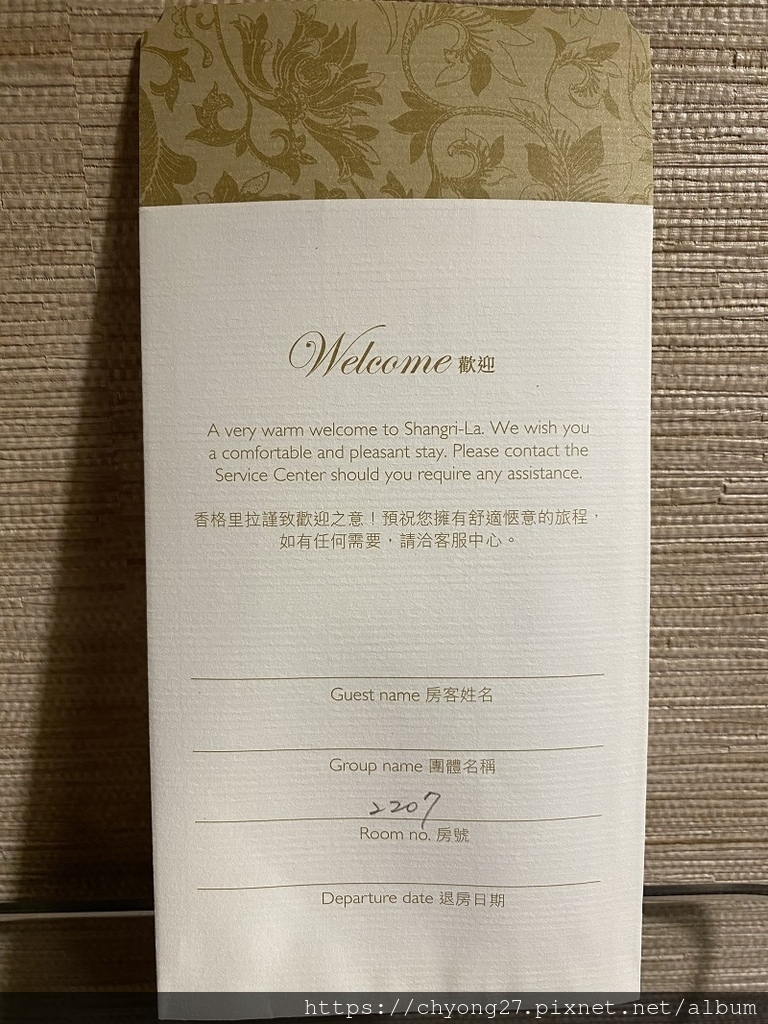 Welcome 歡迎
A very warm welcome to Shangri-La. We wish you
a comfortable and pleasant stay. Please contact the
Service Center should you require any assistance.
香格里拉謹致歡迎之意！預祝您擁有舒適愜意的旅程，
如有任何需要，請洽客服中心。
Guest name 房客姓名
Group name 團體名稱
2207
Room no. 房號
Departure date 退房日期
https://chyong27.pixnet.net/album